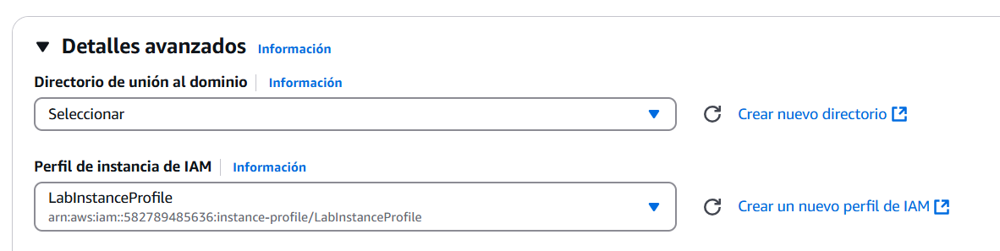 Detalles avanzados Información
Directorio de unión al dominio Información
Seleccionar
Crear nuevo directorio
Perfil de instancia de IAM Información
LabInstanceProfile
arn:aws:iam::582789485636:instance-profile/LabInstanceProfile
Crear un nuevo perfil de IAM